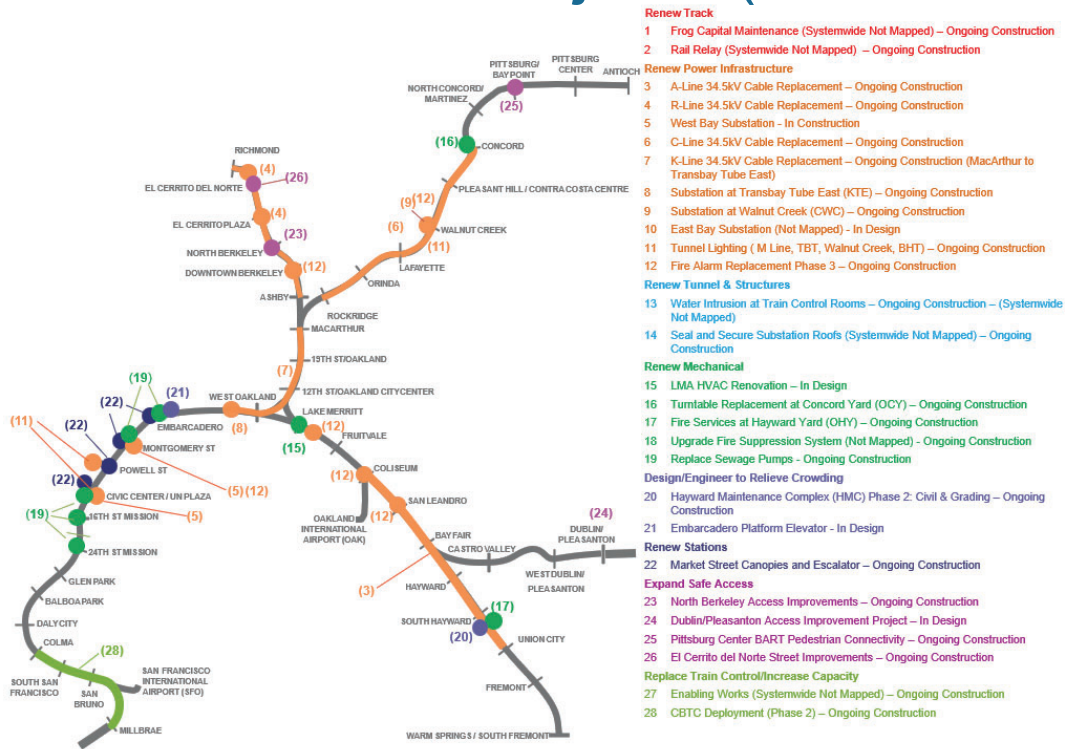 Renew Track
1 Frog Capital Maintenance (Systemwide Not Mapped) – Ongoing Construction
2 Rail Relay (Systemwide Not Mapped) – Ongoing Construction
Renew Power Infrastructure
3 A-Line 34.5kV Cable Replacement – Ongoing Construction
4 R-Line 34.5kV Cable Replacement – Ongoing Construction
5 West Bay Substation - In Construction
6 C-Line 34.5kV Cable Replacement – Ongoing Construction
7 K-Line 34.5kV Cable Replacement – Ongoing Construction (MacArthur to
Transbay Tube East)
8 Substation at Transbay Tube East (KTE) – Ongoing Construction
9 Substation at Walnut Creek (CWC) – Ongoing Construction
10 East Bay Substation (Not Mapped) - In Design
11 Tunnel Lighting ( M Line, TBT, Walnut Creek, BHT) – Ongoing Construction
12 Fire Alarm Replacement Phase 3 – Ongoing Construction
Renew Tunnel & Structures
13 Water Intrusion at Train Control Rooms – Ongoing Construction – (Systemwide
Not Mapped)
14 Seal and Secure Substation Roofs (Systemwide Not Mapped) – Ongoing
Construction
Renew Mechanical
15 LMA HVAC Renovation – In Design
16 Turntable Replacement at Concord Yard (OCY) – Ongoing Construction
17 Fire Services at Hayward Yard (OHY) – Ongoing Construction
18 Upgrade Fire Suppression System (Not Mapped) - Ongoing Construction
19 Replace Sewage Pumps - Ongoing Construction
Design/Engineer to Relieve Crowding
20 Hayward Maintenance Complex (HMC) Phase 2: Civil & Grading – Ongoing
Construction
21 Embarcadero Platform Elevator - In Design
Renew Stations
22 Market Street Canopies and Escalator – Ongoing Construction
Expand Safe Access
23 North Berkeley Access Improvements – Ongoing Construction
24 Dublin/Pleasanton Access Improvement Project – In Design
25 Pittsburg Center BART Pedestrian Connectivity – Ongoing Construction
26 El Cerrito del Norte Street Improvements – Ongoing Construction
Replace Train Control/Increase Capacity
27 Enabling Works (Systemwide Not Mapped) – Ongoing Construction
28 CBTC Deployment (Phase 2) – Ongoing Construction
PITTSBURG/
BAY POINT
PITTSBURG
CENTER
ANTIOCH
(25)
NORTH CONCORD/
MARTINEZ
(16)
CONCORD
RICHMOND
(4)
(26)
EL CERRITO DEL NORTE
PLEASANT HILL / CONTRA COSTA CENTRE
(12)
(9)
(6)
WALNUT CREEK
(11)
EL CERRITO PLAZA
(4)
(23)
NORTH BERKELEY
LAFAYETTE
DOWNTOWN BERKELEY
(12)
ORINDA
ASHBY
ROCKRIDGE
MACARTHUR
19TH ST/OAKLAND
(7)
12TH ST/OAKLAND CITY CENTER
(19)
(21)
WEST OAKLAND
(8)
LAKE MERRITT
(15)
(12)
FRUITVALE
(22)
EMBARCADERO
(11)
MONTGOMERY ST
(22)
POWELL ST
(5) (12)
(22)
CIVIC CENTER / UN PLAZA
(5)
(19)
16TH ST MISSION
24TH ST MISSION
GLEN PARK
BALBOA PARK
DALY CITY
COLMA
(28)
SOUTH SAN
FRANCISCO
SAN
BRUNO
SAN FRANCISCO
INTERNATIONAL
AIRPORT (SFO)
MILLBRAE
COLISEUM
(12)
SAN LEANDRO
(12)
OAKLAND
INTERNATIONAL
AIRPORT (OAK)
BAY FAIR
(24)
DUBLIN/
PLEASANTON
CASTRO VALLEY
WEST DUBLIN/
PLEASANTON
HAYWARD
(3)
(17)
SOUTH HAYWARD
(20)
UNION CITY
FREMONT
WARM SPRINGS / SOUTH FREMONT